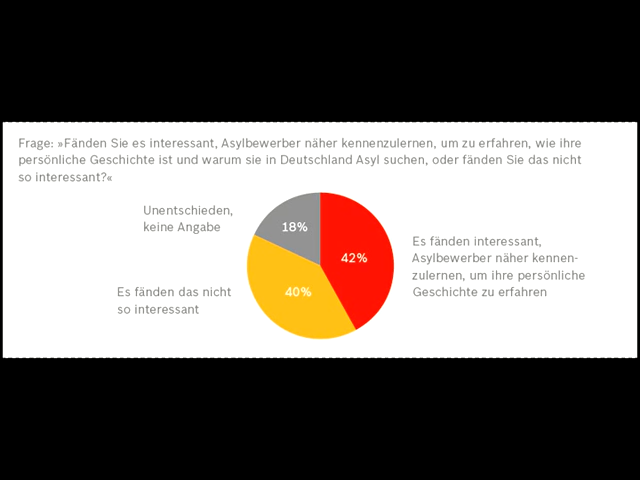 Frage: »Fänden Sie es interessant, Asylbewerber näher kennenzulernen, um zu erfahren, wie ihre
persönliche Geschichte ist und warum sie in Deutschland Asyl suchen, oder fänden Sie das nicht
so interessant?«
Unentschieden,
keine Angabe
18%
42%
Es fänden interessant,
Asylbewerber näher kennen-
zulernen, um ihre persönliche
Geschichte zu erfahren
Es fänden das nicht
so interessant
40%